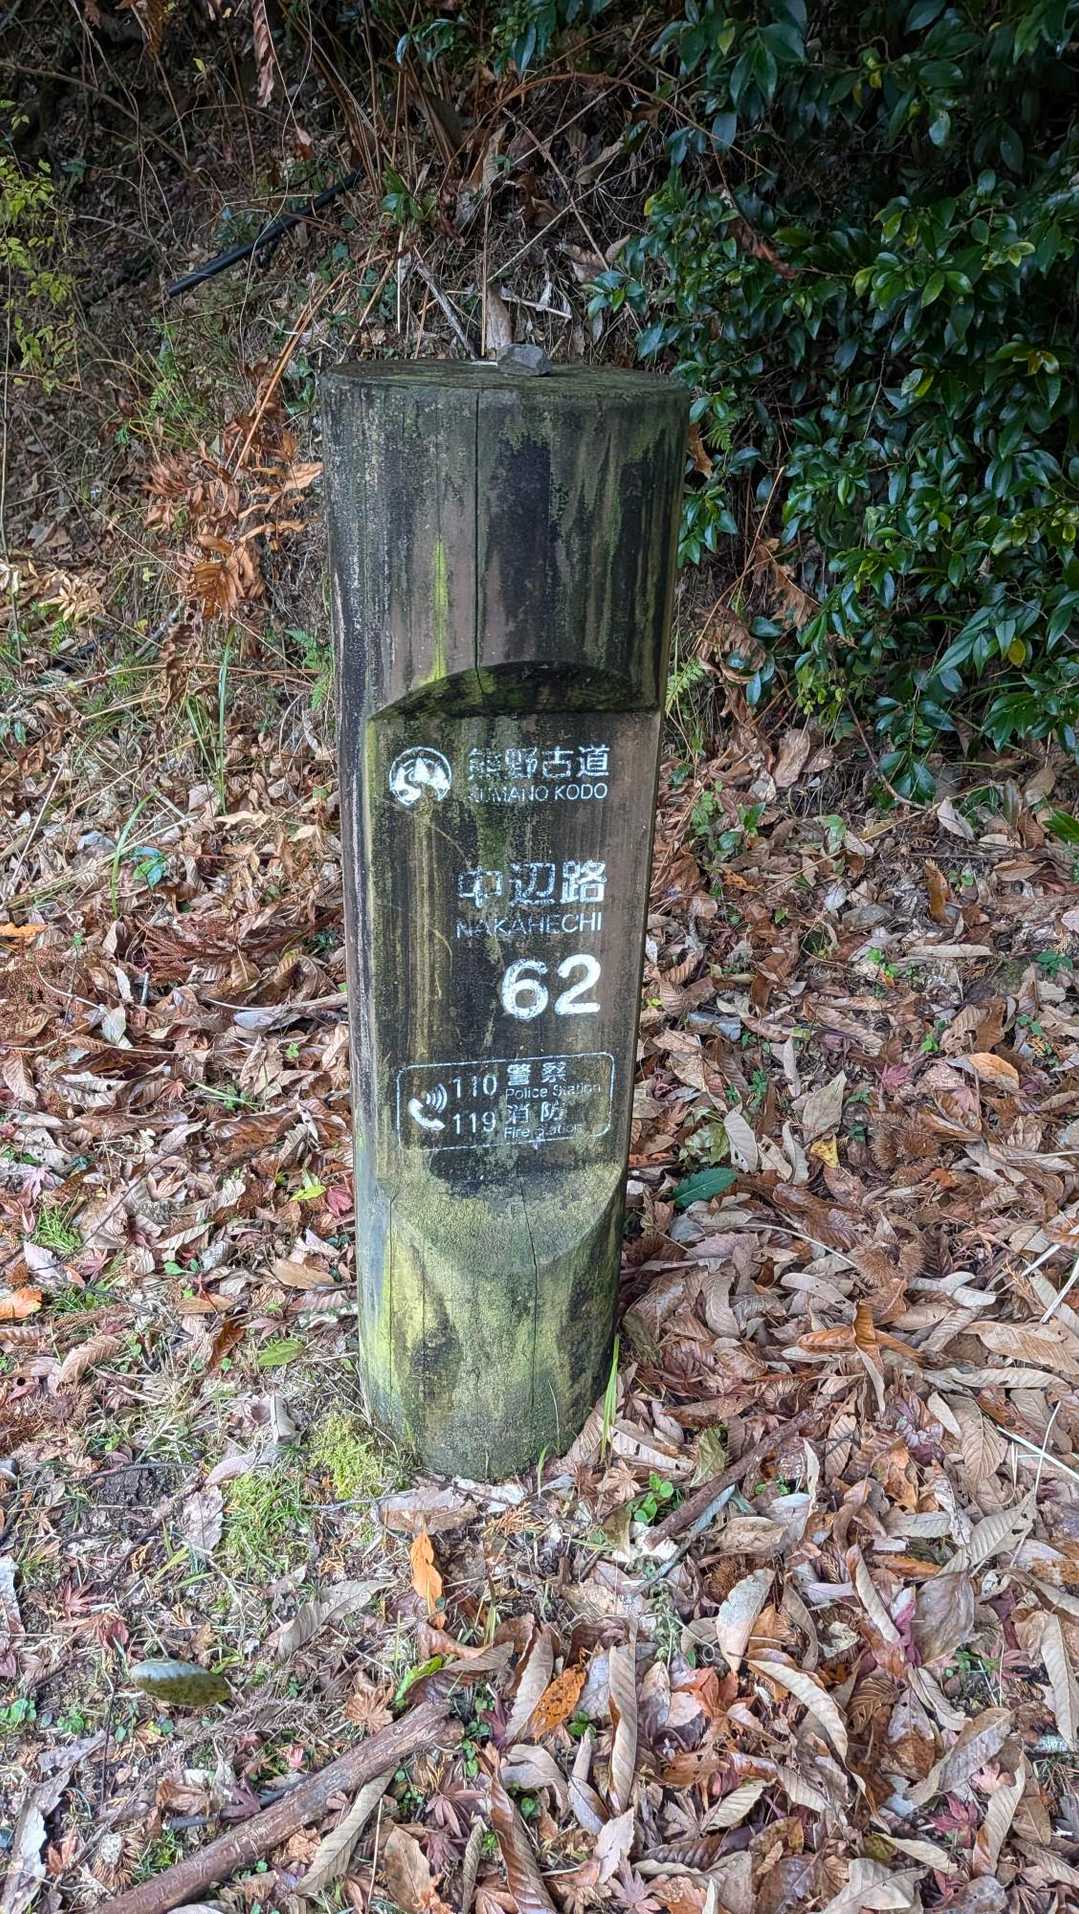 熊野古道
KUMANO KODO
中辺路
NAKAHECHI
62
110 警察
Police Station
119 消防
Fire Station